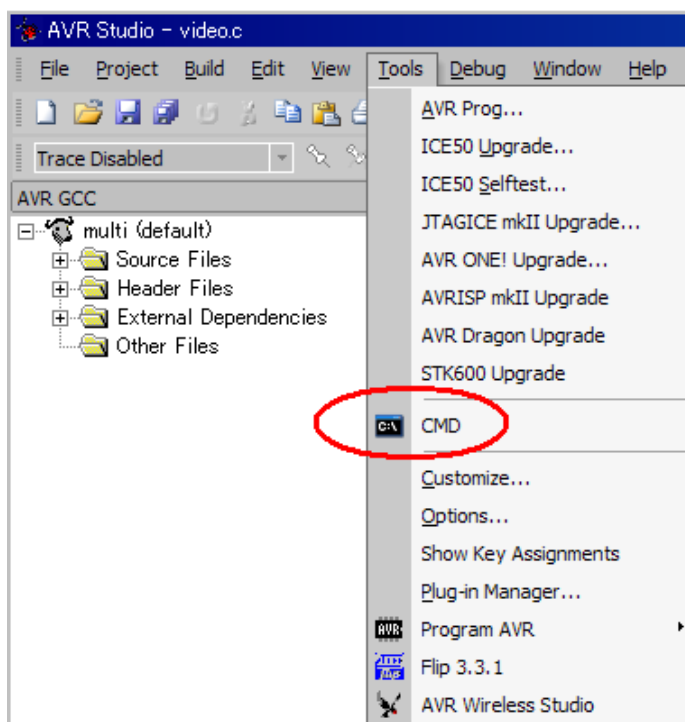 AVR Studio - video.c
File Project Build Edit View Tools Debug Window Help
Trace Disabled
AVR GCC
multi (default)
Source Files
Header Files
External Dependencies
Other Files
AVR Prog...
ICE50 Upgrade...
ICE50 Selftest...
JTAGICE mkII Upgrade...
AVR ONE! Upgrade...
AVRISP mkII Upgrade
AVR Dragon Upgrade
STK600 Upgrade
C:\ CMD
Customize...
Options...
Show Key Assignments
Plug-in Manager...
AVR Program AVR
Flip 3.3.1
AVR Wireless Studio